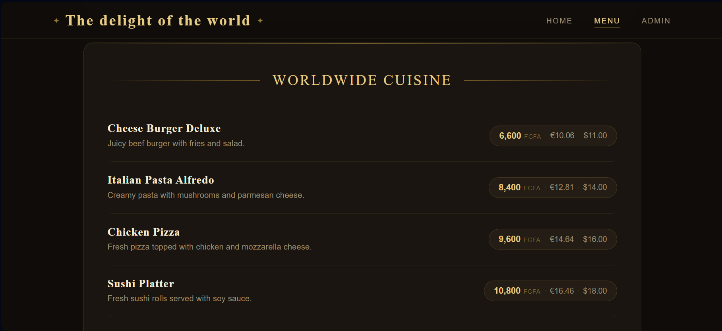 ✦ The delight of the world ✦
HOME MENU ADMIN
WORLDWIDE CUISINE
Cheese Burger Deluxe
Juicy beef burger with fries and salad.
6,600 FCFA · €10.06 · $11.00
Italian Pasta Alfredo
Creamy pasta with mushrooms and parmesan cheese.
8,400 FCFA · €12.81 · $14.00
Chicken Pizza
Fresh pizza topped with chicken and mozzarella cheese.
9,600 FCFA · €14.64 · $16.00
Sushi Platter
Fresh sushi rolls served with soy sauce.
10,800 FCFA · €16.46 · $18.00